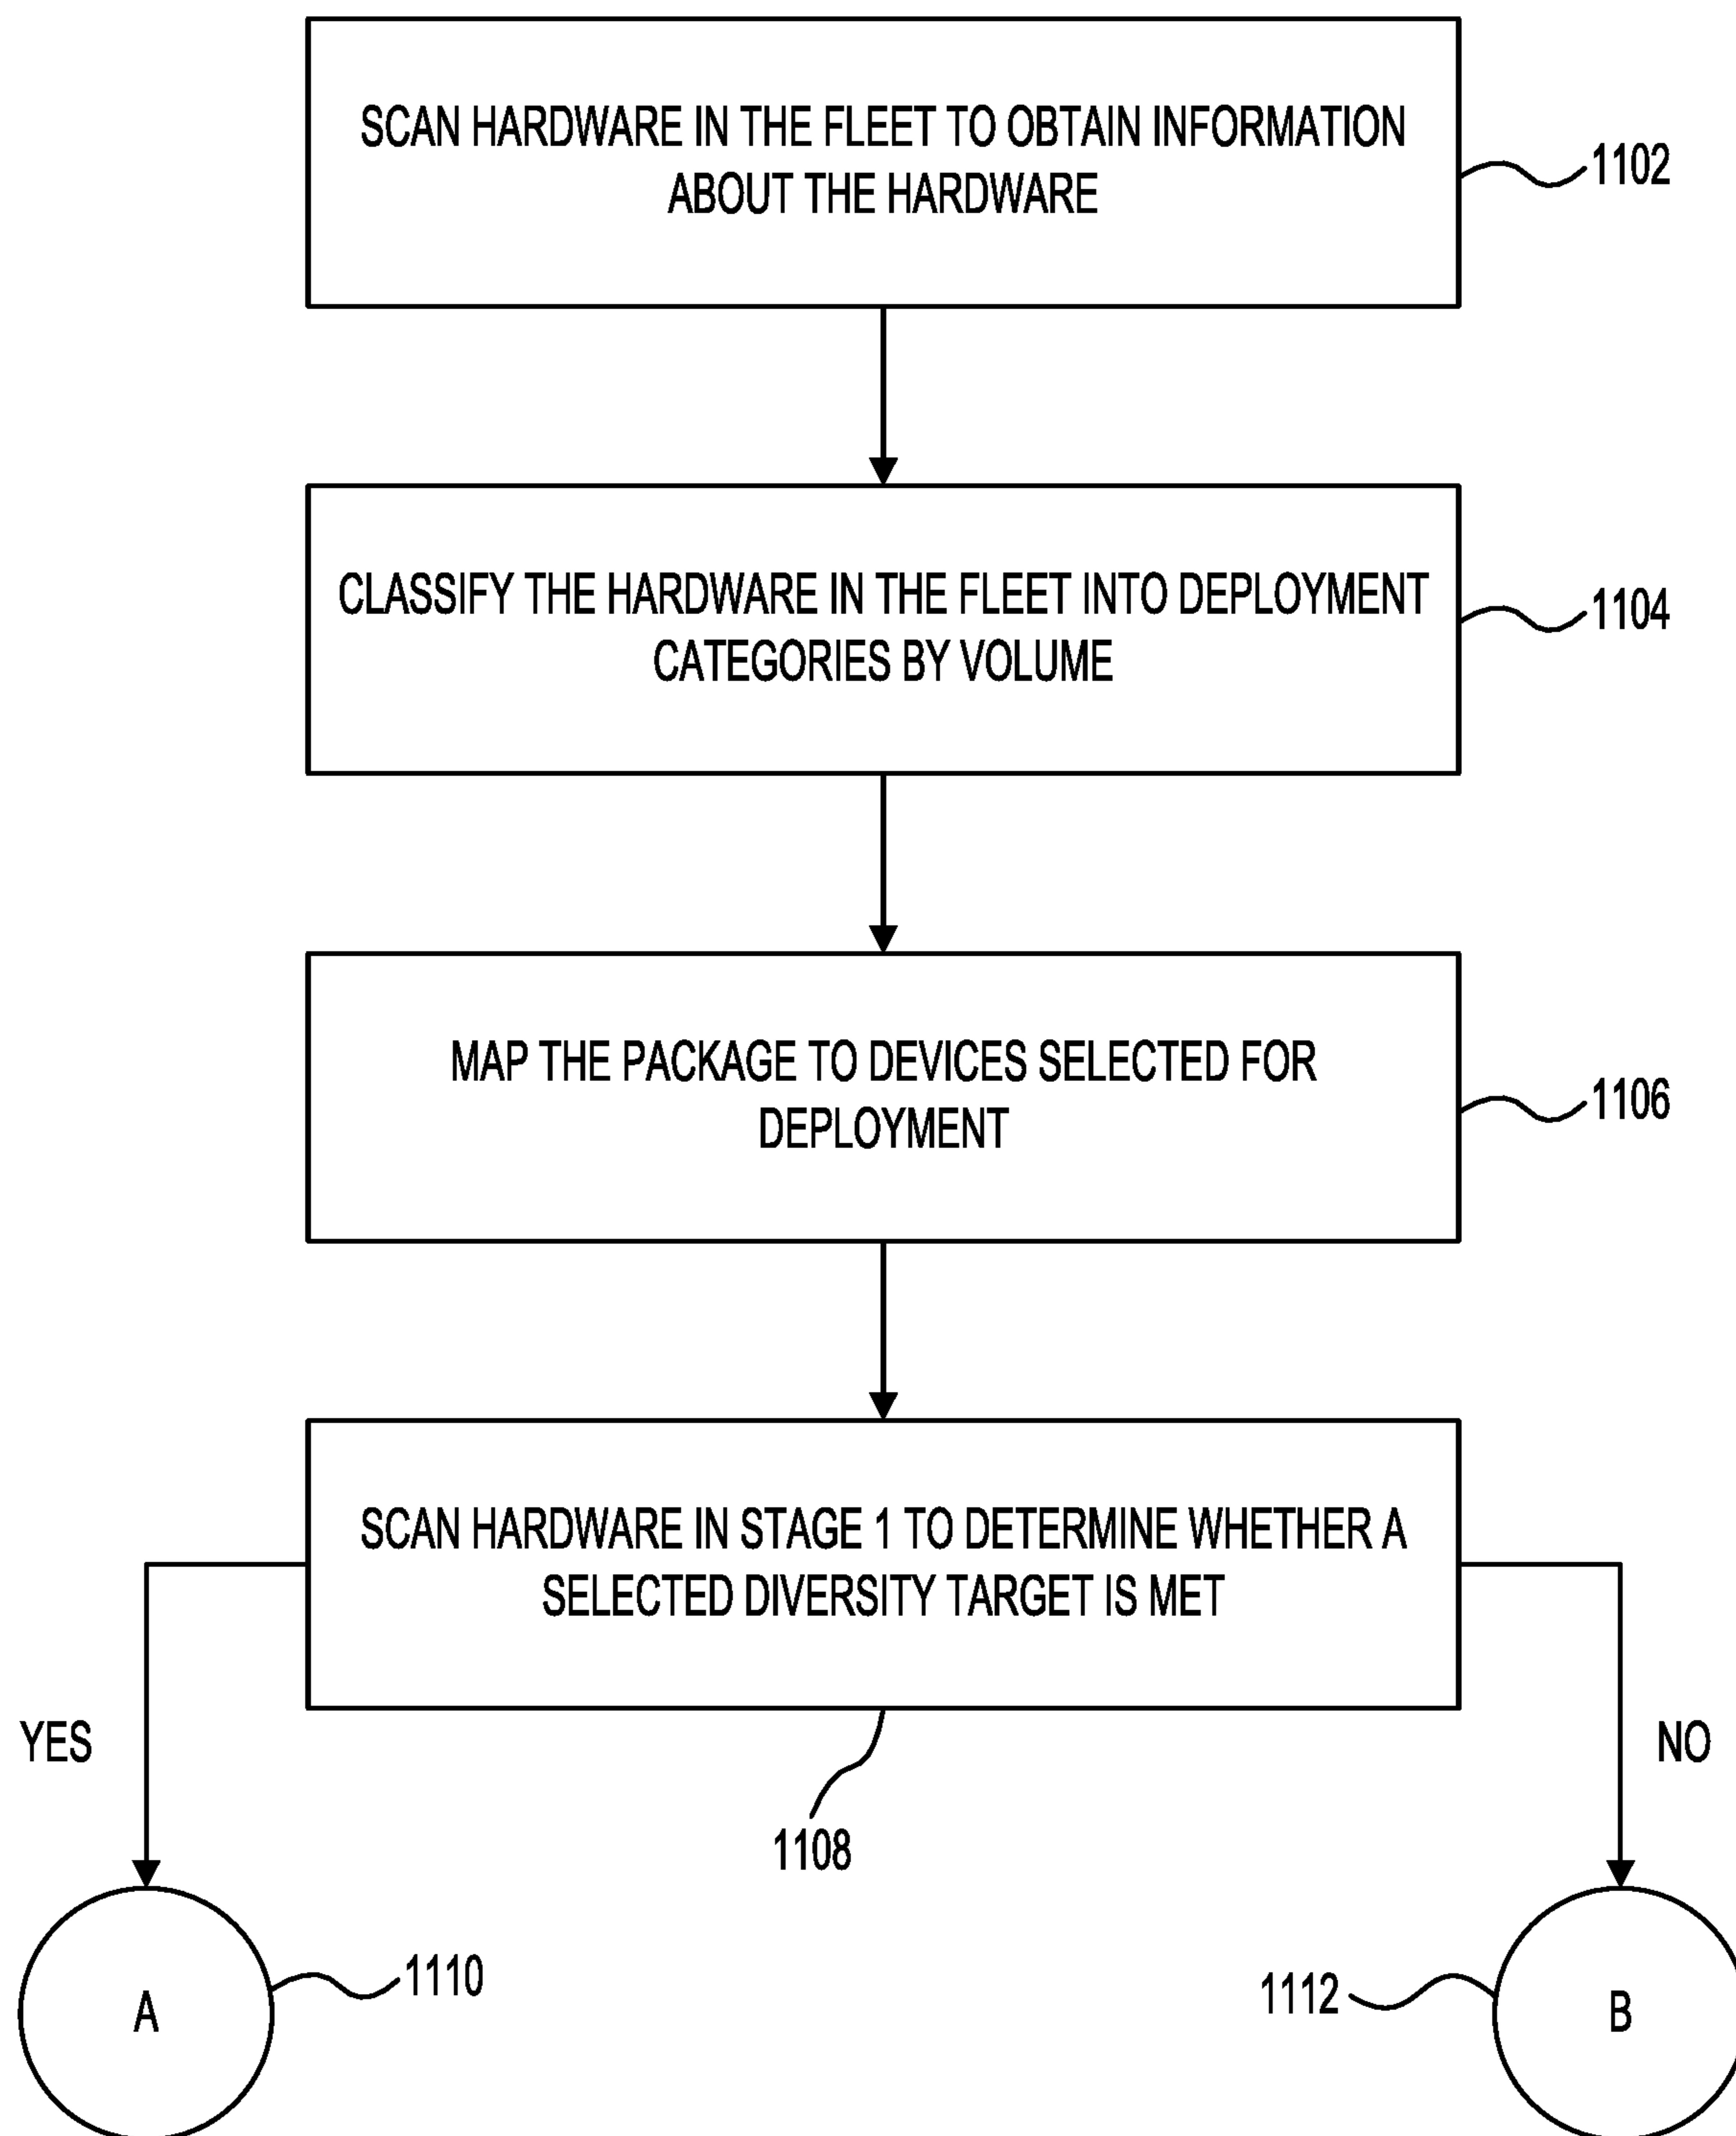 SCAN HARDWARE IN THE FLEET TO OBTAIN INFORMATION
ABOUT THE HARDWARE
1102
CLASSIFY THE HARDWARE IN THE FLEET INTO DEPLOYMENT
CATEGORIES BY VOLUME
1104
MAP THE PACKAGE TO DEVICES SELECTED FOR
DEPLOYMENT
1106
SCAN HARDWARE IN STAGE 1 TO DETERMINE WHETHER A
SELECTED DIVERSITY TARGET IS MET
YES
NO
1108
A
1110
1112
B